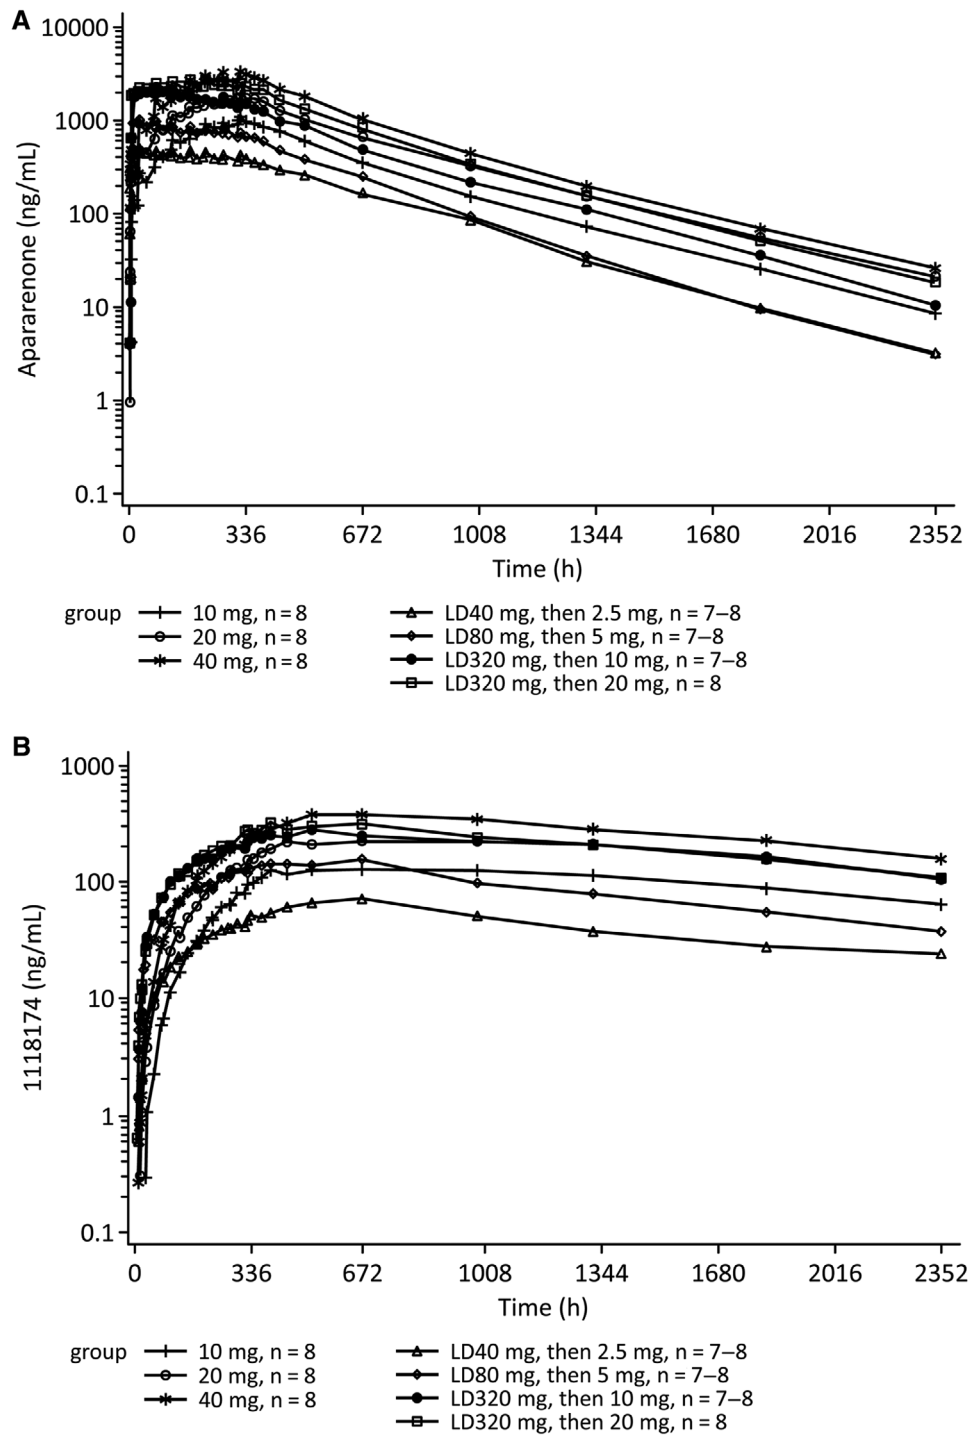 A
10000
1000
100
10
1
0.1
Apararenone (ng/mL)
0 336 672 1008 1344 1680 2016 2352
Time (h)
group 10 mg, n = 8 LD40 mg, then 2.5 mg, n = 7–8
20 mg, n = 8 LD80 mg, then 5 mg, n = 7–8
40 mg, n = 8 LD320 mg, then 10 mg, n = 7–8
LD320 mg, then 20 mg, n = 8
B
1000
100
10
1
0.1
1118174 (ng/mL)
0 336 672 1008 1344 1680 2016 2352
Time (h)
group 10 mg, n = 8 LD40 mg, then 2.5 mg, n = 7–8
20 mg, n = 8 LD80 mg, then 5 mg, n = 7–8
40 mg, n = 8 LD320 mg, then 10 mg, n = 7–8
LD320 mg, then 20 mg, n = 8